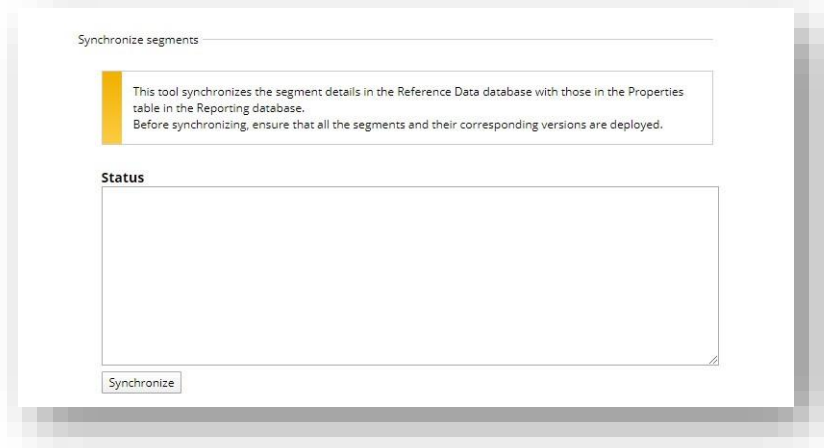 Synchronize segments
This tool synchronizes the segment details in the Reference Data database with those in the Properties
table in the Reporting database.
Before synchronizing, ensure that all the segments and their corresponding versions are deployed.
Status
Synchronize